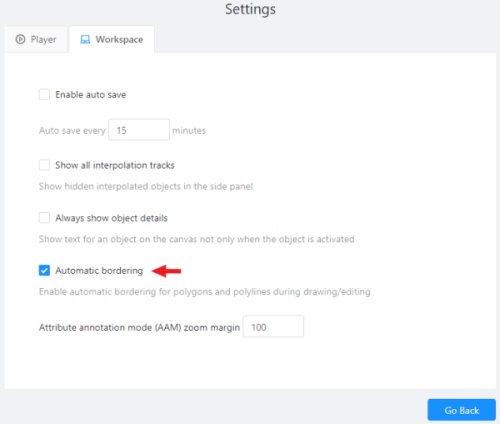 Settings
Player
Workspace
Enable auto save
Auto save every 15 minutes
Show all interpolation tracks
Show hidden interpolated objects in the side panel
Always show object details
Show text for an object on the canvas not only when the object is activated
Automatic bordering
Enable automatic bordering for polygons and polylines during drawing/editing
Attribute annotation mode (AAM) zoom margin 100
Go Back